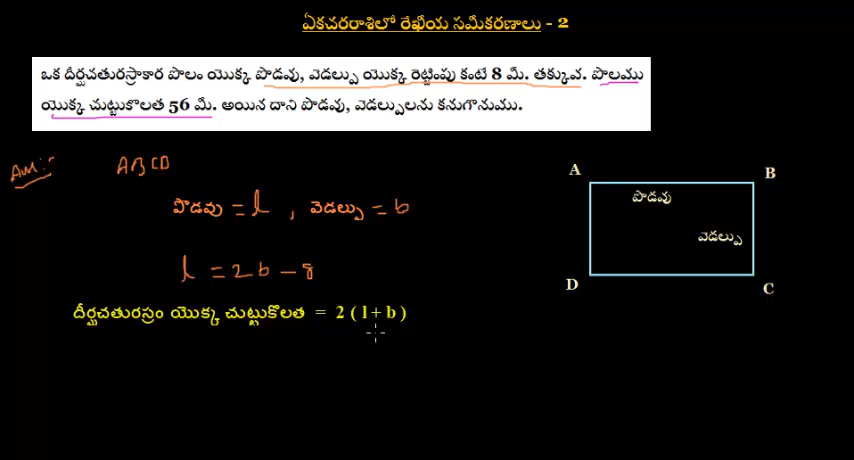 ఏకచరరాశిలో రేఖీయ సమీకరణాలు - 2
ఒక దీర్ఘచతురస్రాకార పొలం యొక్క పొడవు, వెడల్పు యొక్క రెట్టింపు కంటే 8 మీ. తక్కువ. పొలము
యొక్క చుట్టుకొలత 56 మీ. అయిన దాని పొడవు, వెడల్పులను కనుగొనుము.
Ans:-
ABCD
పొడవు = l , వెడల్పు = b
l = 2b - 8
దీర్ఘచతురస్రం యొక్క చుట్టుకొలత = 2 ( l + b )
A
B
పొడవు
వెడల్పు
D
C